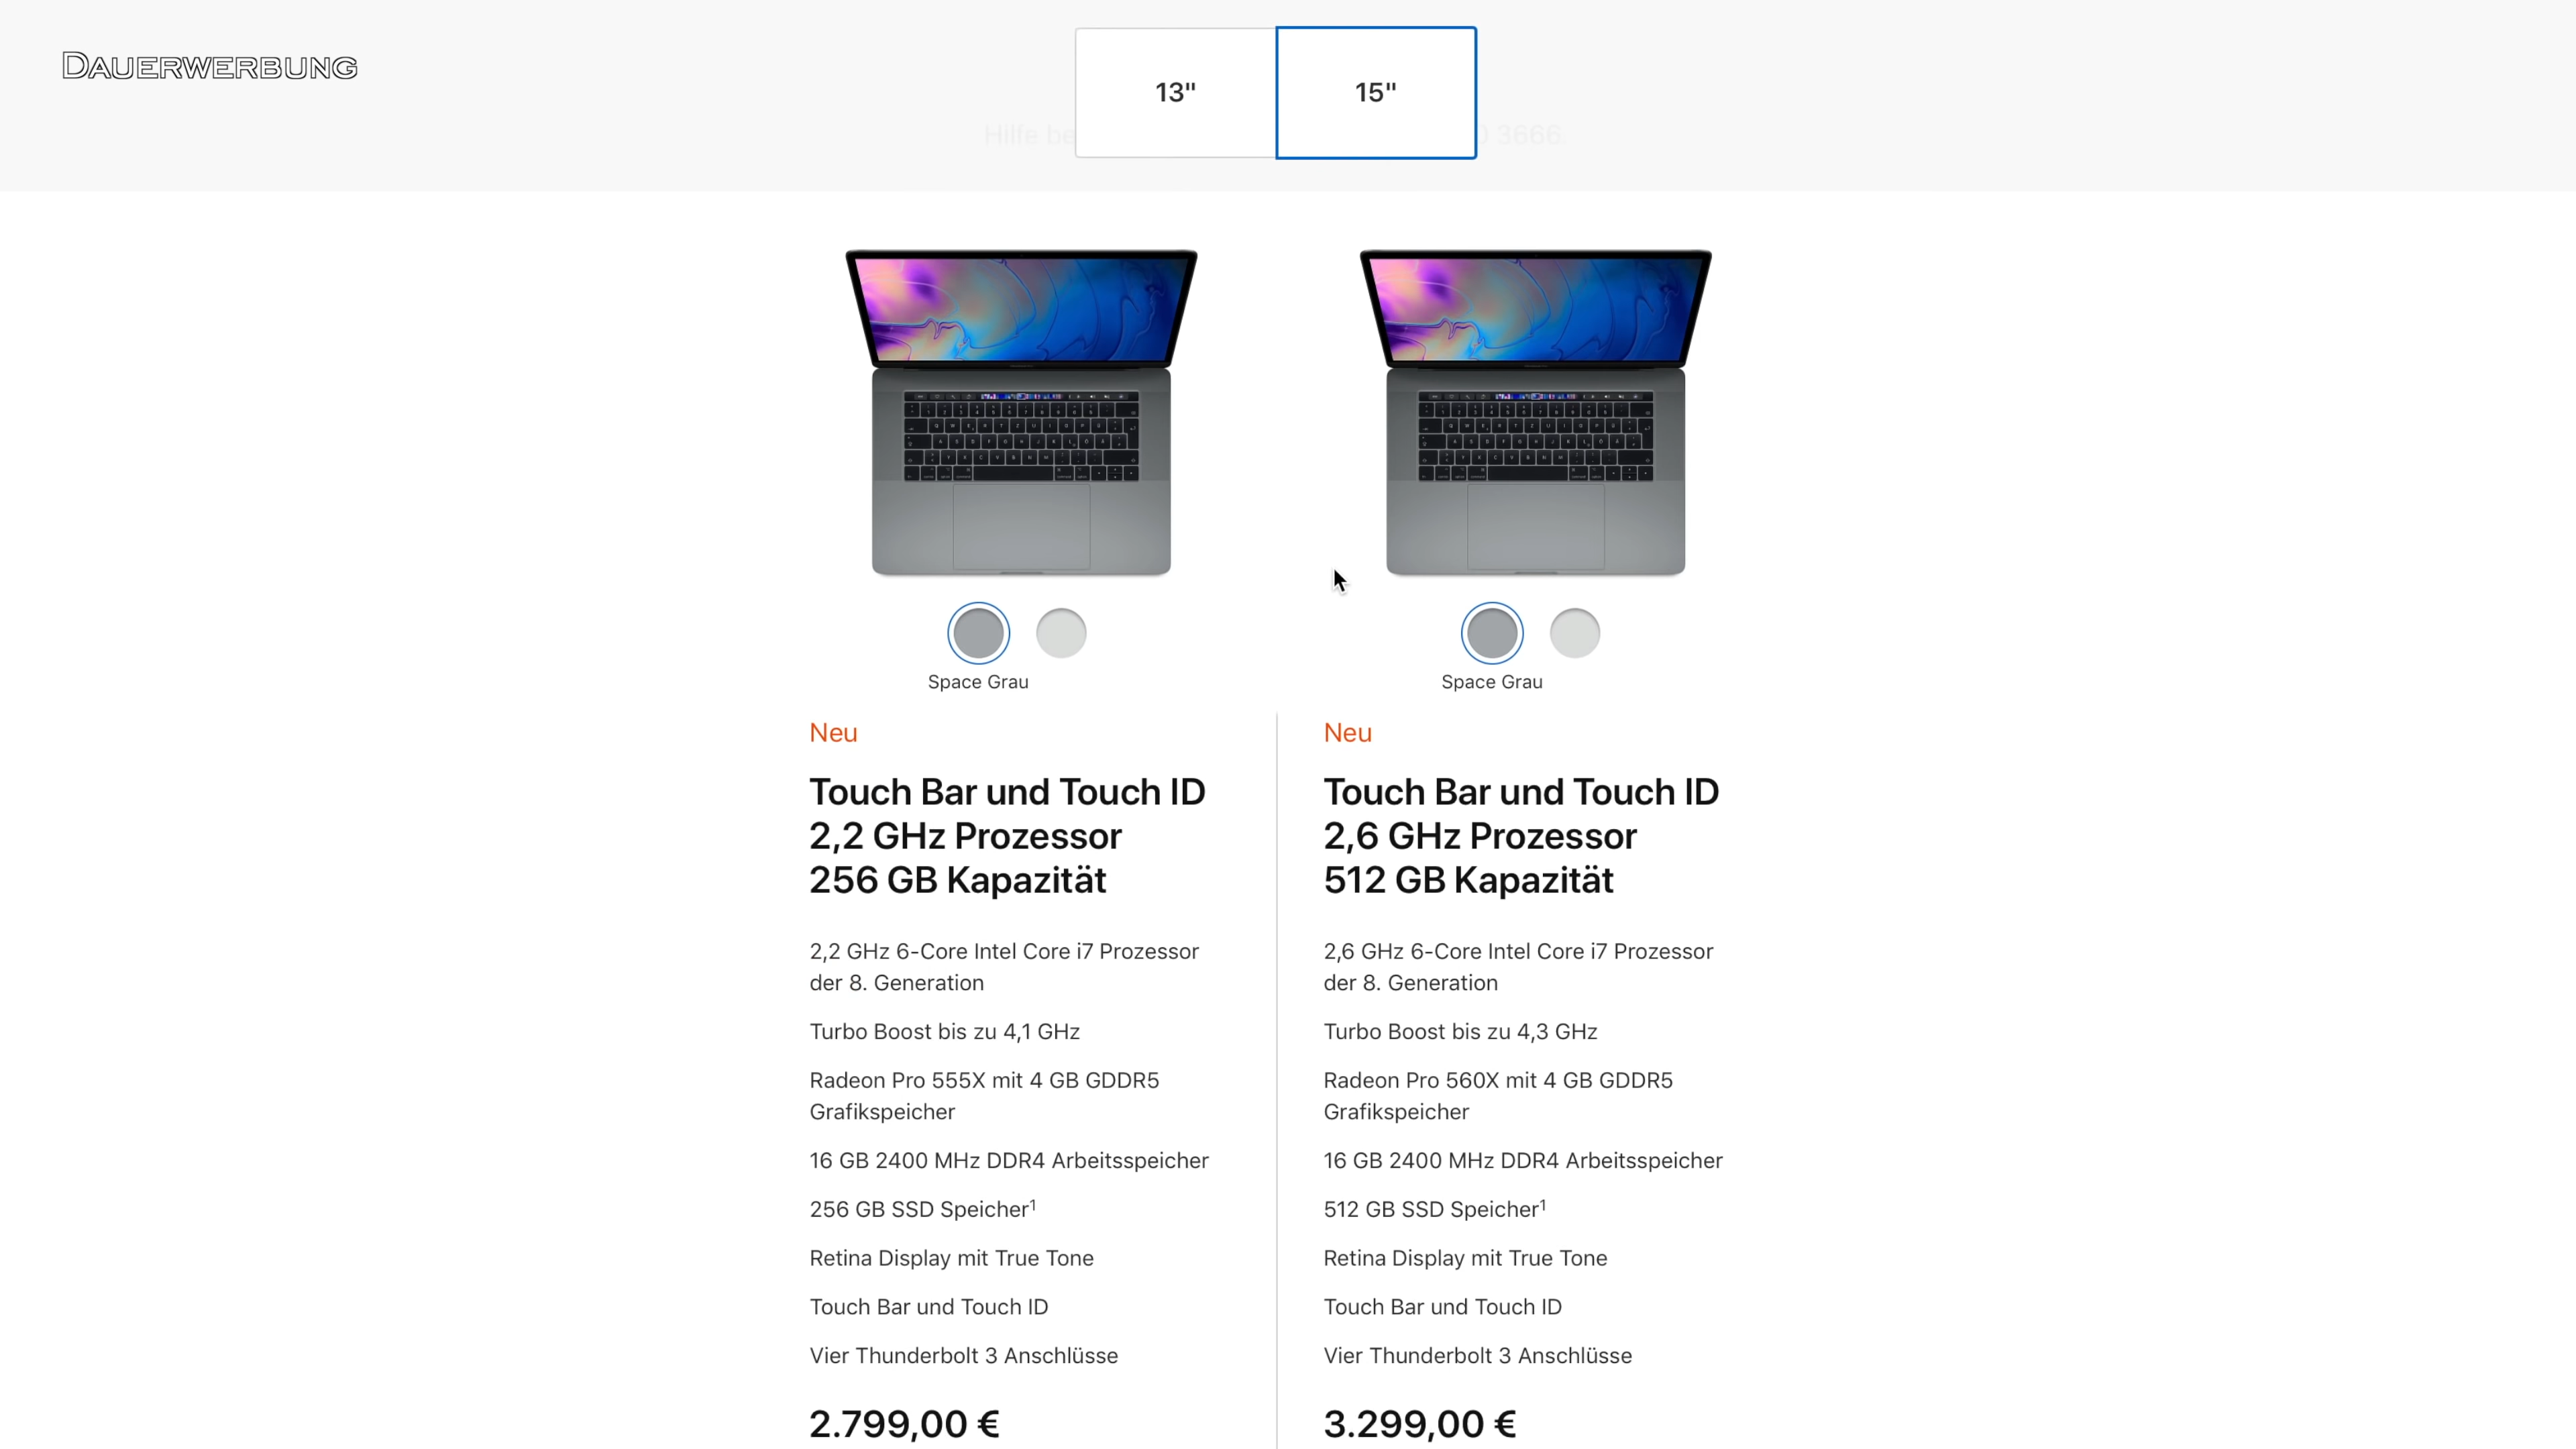 DAUERWERBUNG
13"
15"
Hilfe be
3666
Space Grau
Space Grau
Neu
Touch Bar und Touch ID
2,2 GHz Prozessor
256 GB Kapazität
2,2 GHz 6-Core Intel Core i7 Prozessor
der 8. Generation
Turbo Boost bis zu 4,1 GHz
Radeon Pro 555X mit 4 GB GDDR5
Grafikspeicher
16 GB 2400 MHz DDR4 Arbeitsspeicher
256 GB SSD Speicher¹
Retina Display mit True Tone
Touch Bar und Touch ID
Vier Thunderbolt 3 Anschlüsse
2.799,00 €
Neu
Touch Bar und Touch ID
2,6 GHz Prozessor
512 GB Kapazität
2,6 GHz 6-Core Intel Core i7 Prozessor
der 8. Generation
Turbo Boost bis zu 4,3 GHz
Radeon Pro 560X mit 4 GB GDDR5
Grafikspeicher
16 GB 2400 MHz DDR4 Arbeitsspeicher
512 GB SSD Speicher¹
Retina Display mit True Tone
Touch Bar und Touch ID
Vier Thunderbolt 3 Anschlüsse
3.299,00 €